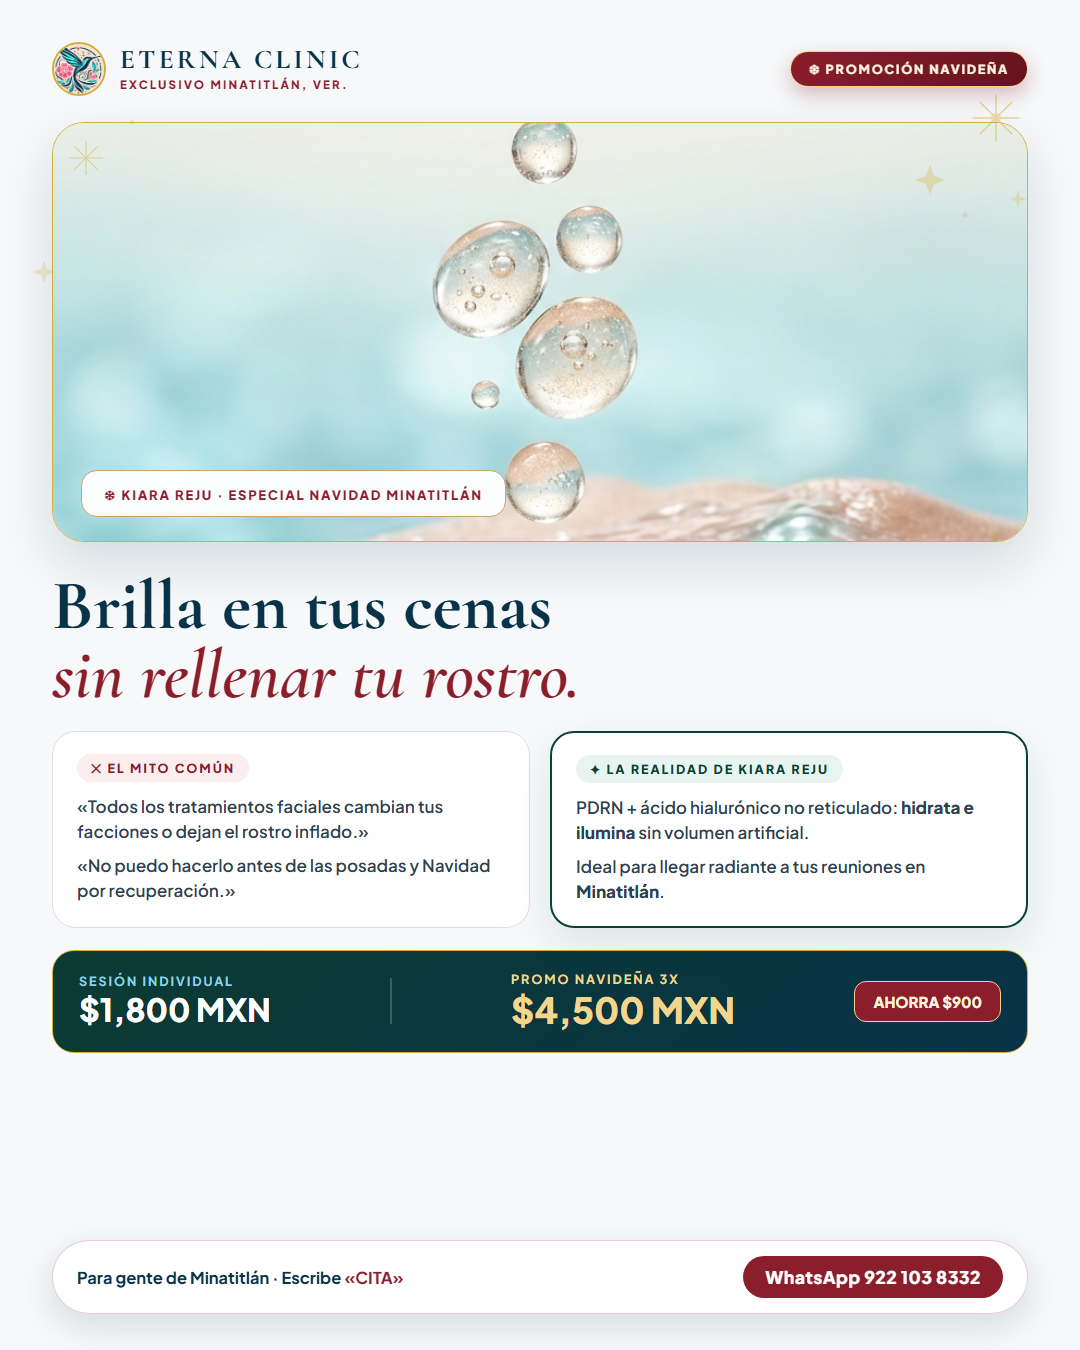 ETERNA CLINIC
EXCLUSIVO MINATITLÁN, VER.
❄ PROMOCIÓN NAVIDEÑA
❄ KIARA REJU · ESPECIAL NAVIDAD MINATITLÁN
Brilla en tus cenas
sin rellenar tu rostro.
✕ EL MITO COMÚN
«Todos los tratamientos faciales cambian tus
facciones o dejan el rostro inflado.»
«No puedo hacerlo antes de las posadas y Navidad
por recuperación.»
✦ LA REALIDAD DE KIARA REJU
PDRN + ácido hialurónico no reticulado: hidrata e
ilumina sin volumen artificial.
Ideal para llegar radiante a tus reuniones en
Minatitlán.
SESIÓN INDIVIDUAL
$1,800 MXN
PROMO NAVIDEÑA 3X
$4,500 MXN
AHORRA $900
Para gente de Minatitlán · Escribe «CITA»
WhatsApp 922 103 8332